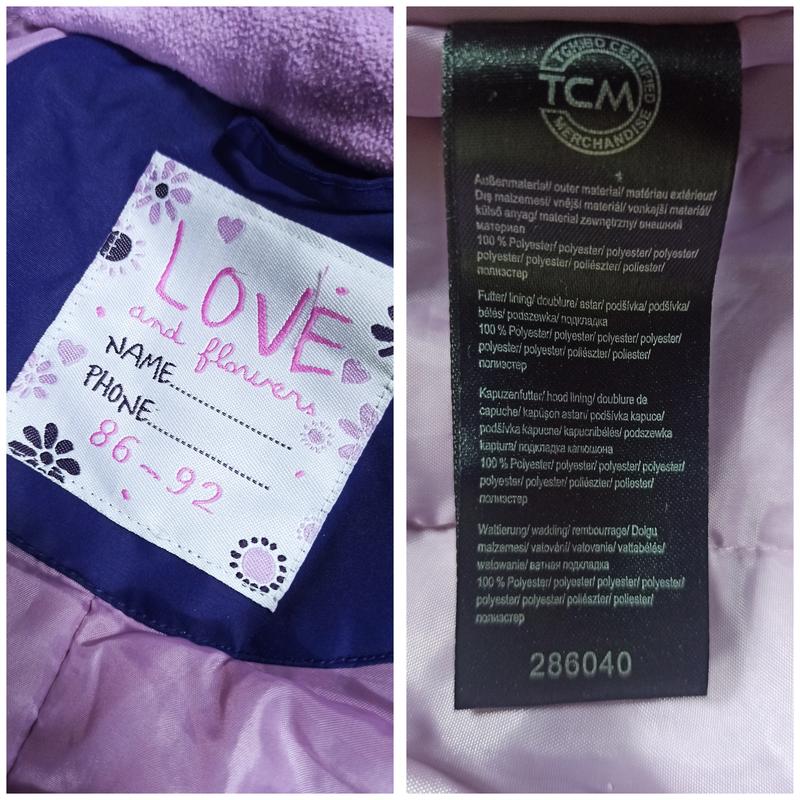 LOVE
and flowers
NAME....................
PHONE....................
86-92
TCHIBO CERTIFIED
TCM
MERCHANDISE
Außenmaterial/ outer material/ matériau extérieur/
Dış malzemesi/ vnější materiál/ vonkajší materiál/
külső anyag/ materiał zewnętrzny/ внешний
материал
100 % Polyester/ polyester/ polyester/ polyester/
polyester/ polyester/ poliészter/ poliester/
полиэстер
Futter/ lining/ doublure/ astar/ podšívka/ podšívka/
bélés/ podszewka/ подкладка
100 % Polyester/ polyester/ polyester/ polyester/
polyester/ polyester/ poliészter/ poliester/
полиэстер
Kapuzenfutter/ hood lining/ doublure de
capuche/ kapüşon astarı/ podšívka kapuce/
podšívka kapucne/ kapucnibélés/ podszewka
kaptura/ подкладка капюшона
100 % Polyester/ polyester/ polyester/ polyester/
polyester/ polyester/ poliészter/ poliester/
полиэстер
Wattierung/ wadding/ rembourrage/ Dolgu
malzemesi/ vatování/ vatovanie/ vattabélés/
watowanie/ ватная подкладка
100 % Polyester/ polyester/ polyester/ polyester/
polyester/ polyester/ poliészter/ poliester/
полиэстер
286040